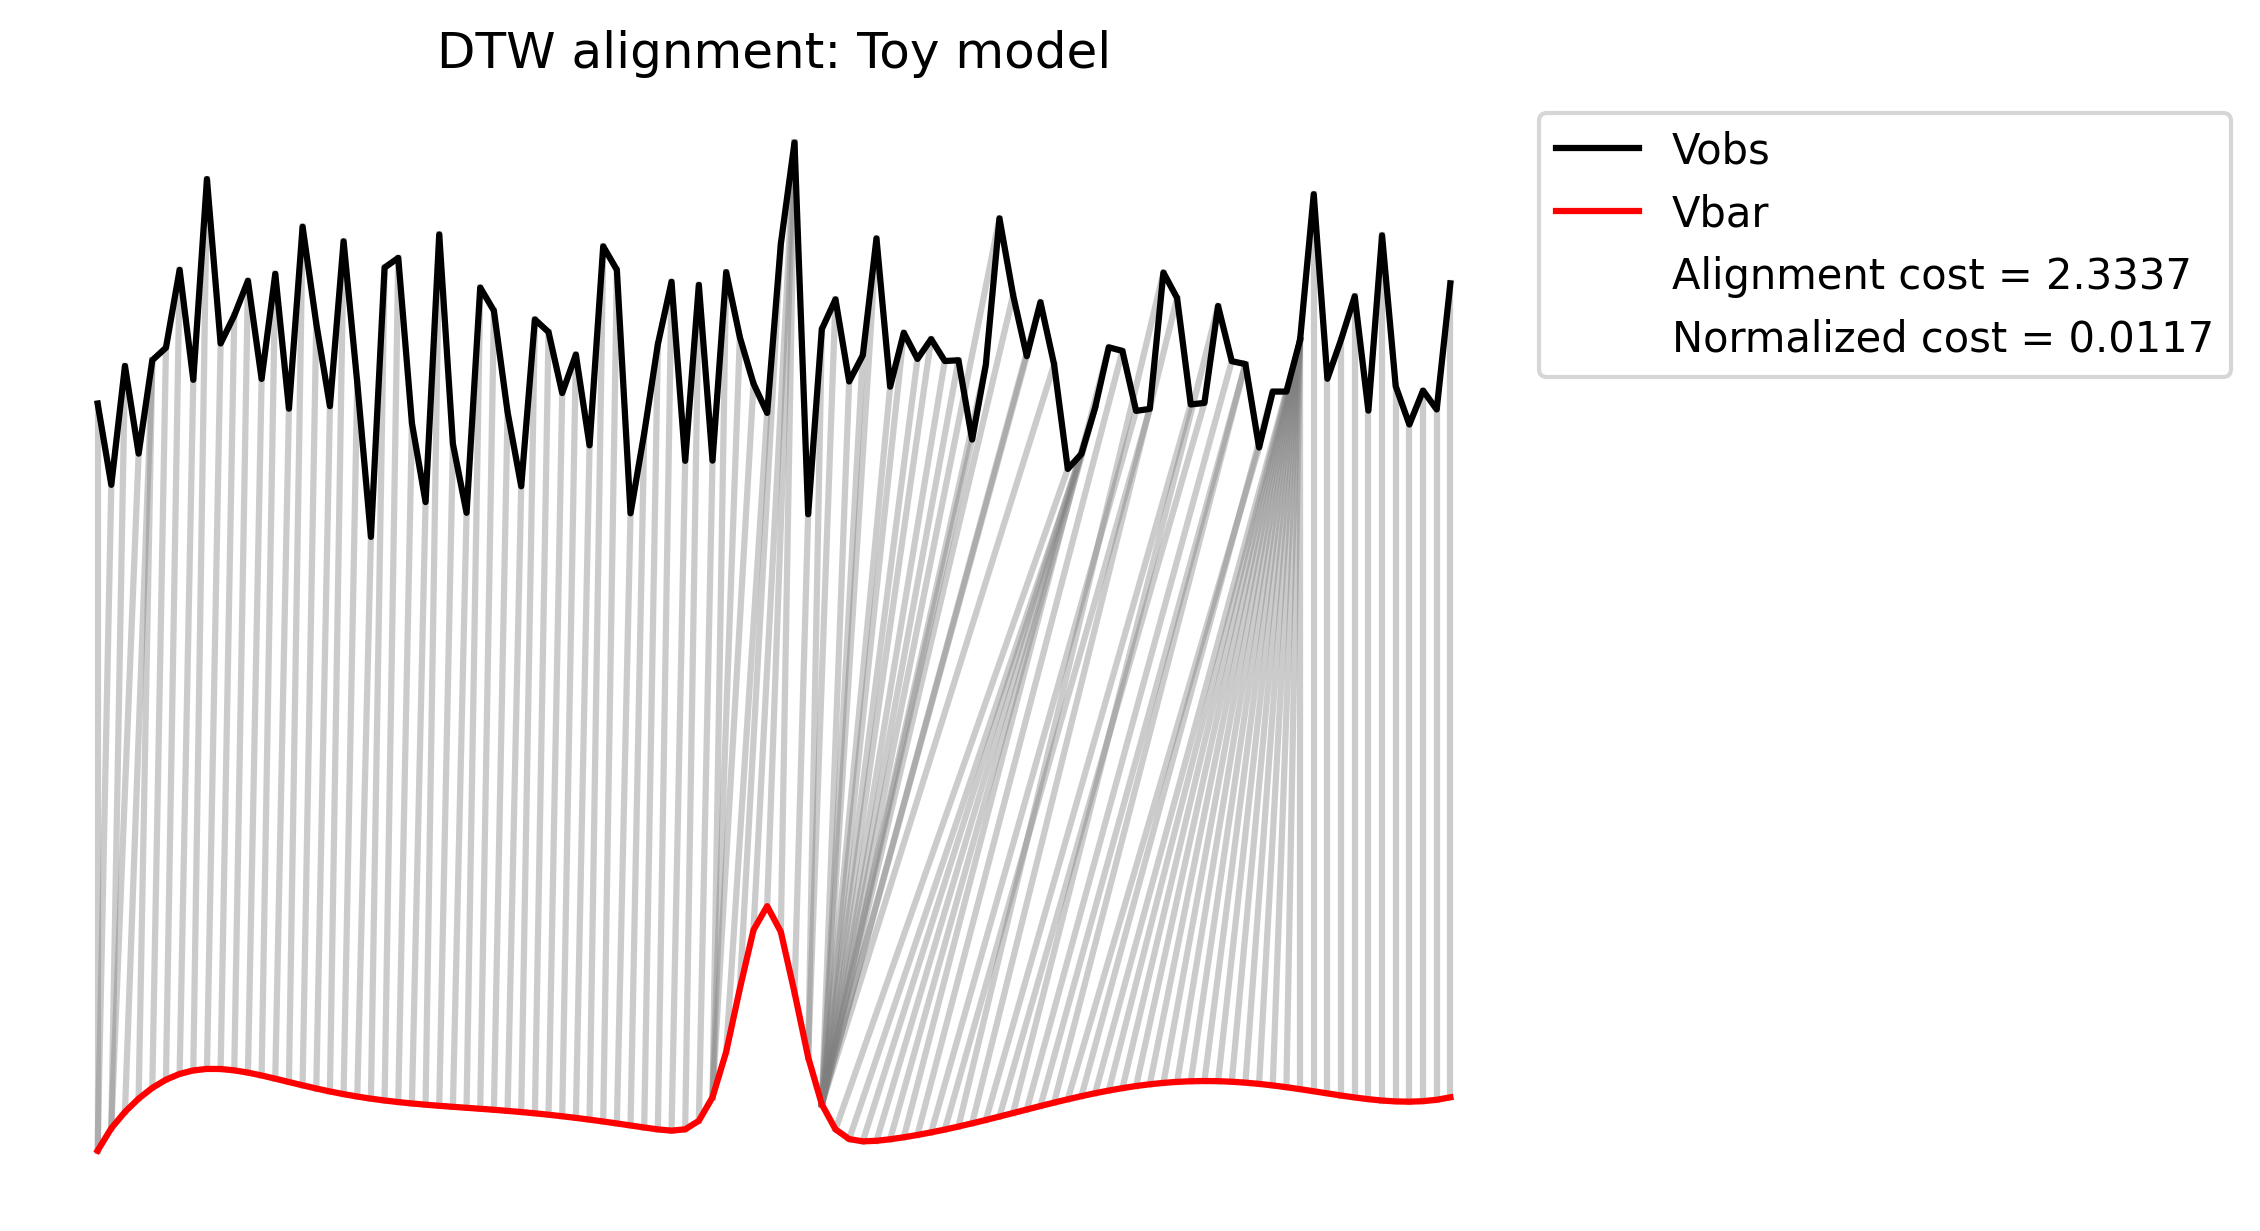 DTW alignment: Toy model
Vobs
Vbar
Alignment cost = 2.3337
Normalized cost = 0.0117